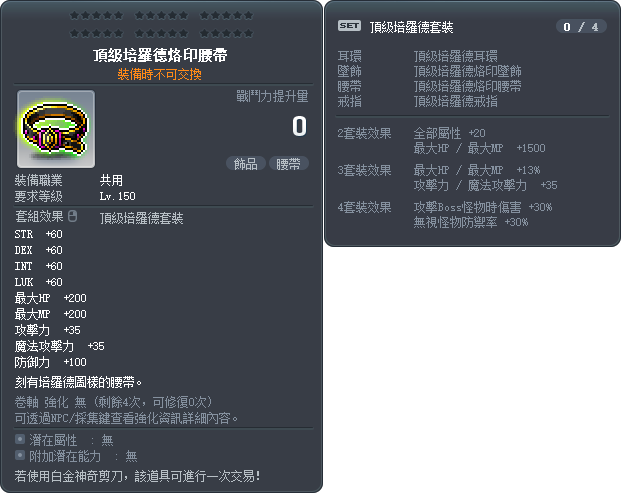 頂級培羅德烙印腰帶
裝備時不可交換
戰鬥力提升量
0
飾品 腰帶
裝備職業 共用
要求等級 Lv.150
套組效果 頂級培羅德套裝
STR +60
DEX +60
INT +60
LUK +60
最大HP +200
最大MP +200
攻擊力 +35
魔法攻擊力 +35
防御力 +100
刻有培羅德圖樣的腰帶。
卷軸 強化 無 (剩餘4次, 可修復0次)
可透過NPC/採集鍵查看強化資訊詳細內容。
潛在屬性 : 無
附加潛在能力 : 無
若使用白金神奇剪刀, 該道具可進行一次交易!
SET 頂級培羅德套裝 0 / 4
耳環 頂級培羅德耳環
墜飾 頂級培羅德烙印墜飾
腰帶 頂級培羅德烙印腰帶
戒指 頂級培羅德戒指
2套裝效果 全部屬性 +20
最大HP / 最大MP +1500
3套裝效果 最大HP / 最大MP +13%
攻擊力 / 魔法攻擊力 +35
4套裝效果 攻擊Boss怪物時傷害 +30%
無視怪物防禦率 +30%